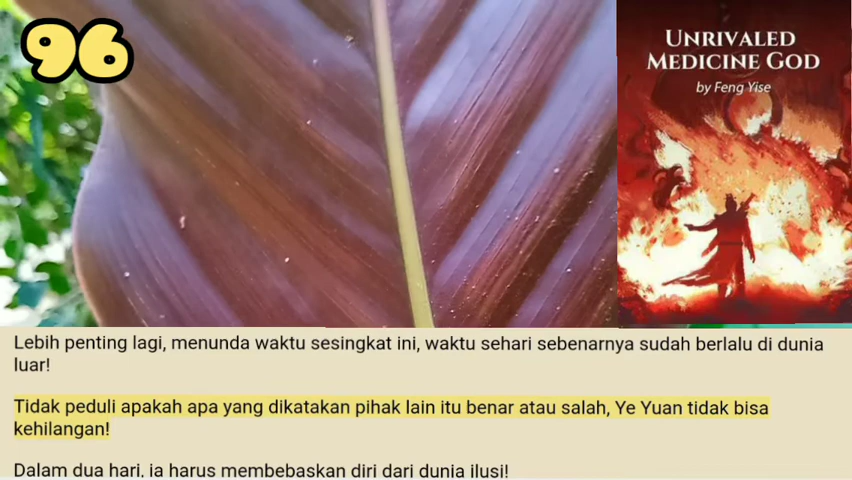 96
UNRIVALED
MEDICINE GOD
by Feng Yise
Lebih penting lagi, menunda waktu sesingkat ini, waktu sehari sebenarnya sudah berlalu di dunia
luar!
Tidak peduli apakah apa yang dikatakan pihak lain itu benar atau salah, Ye Yuan tidak bisa
kehilangan!
Dalam dua hari, ia harus membebaskan diri dari dunia ilusi!